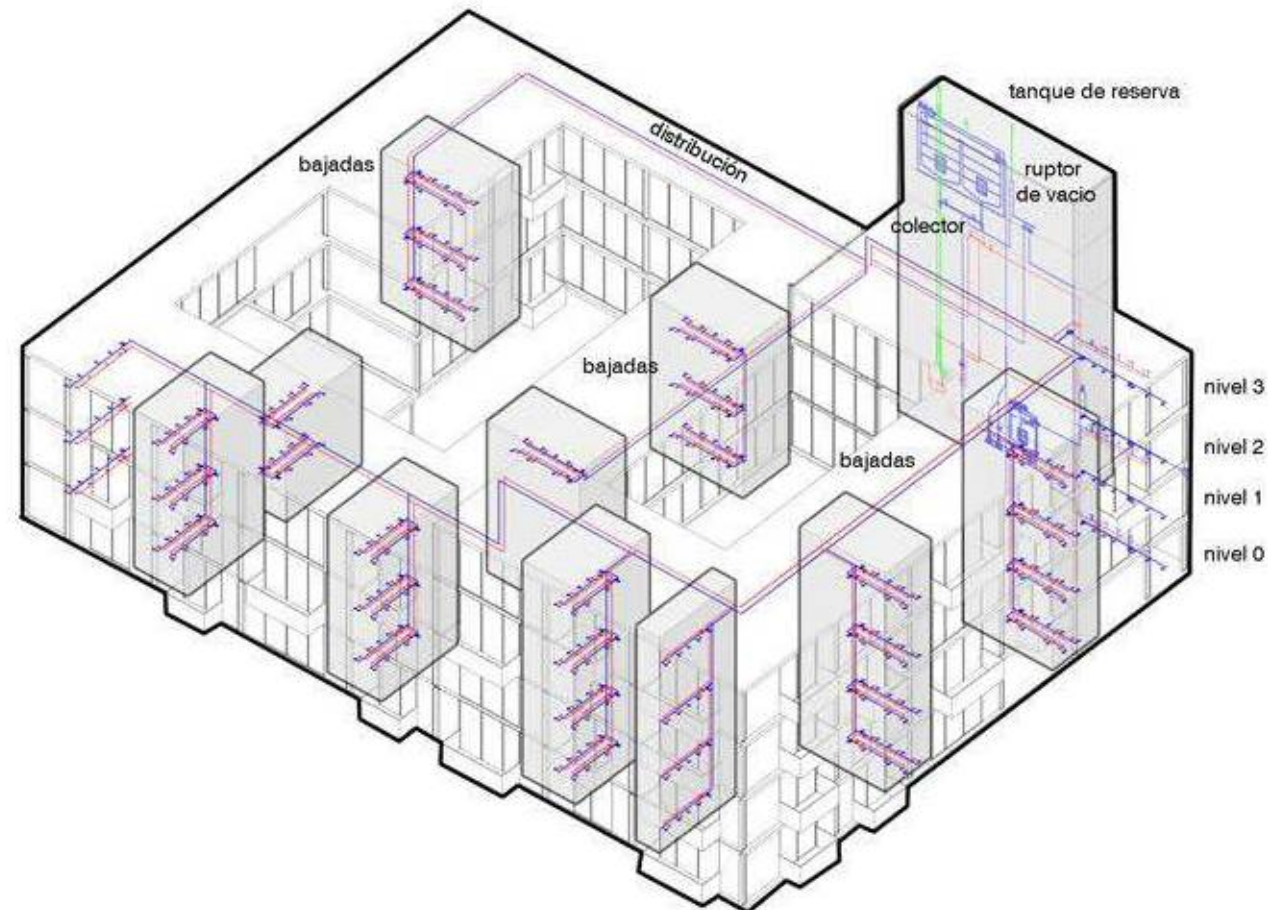 tanque de reserva
distribución
bajadas
ruptor
de vacio
colector
bajadas
nivel 3
nivel 2
bajadas
nivel 1
nivel 0